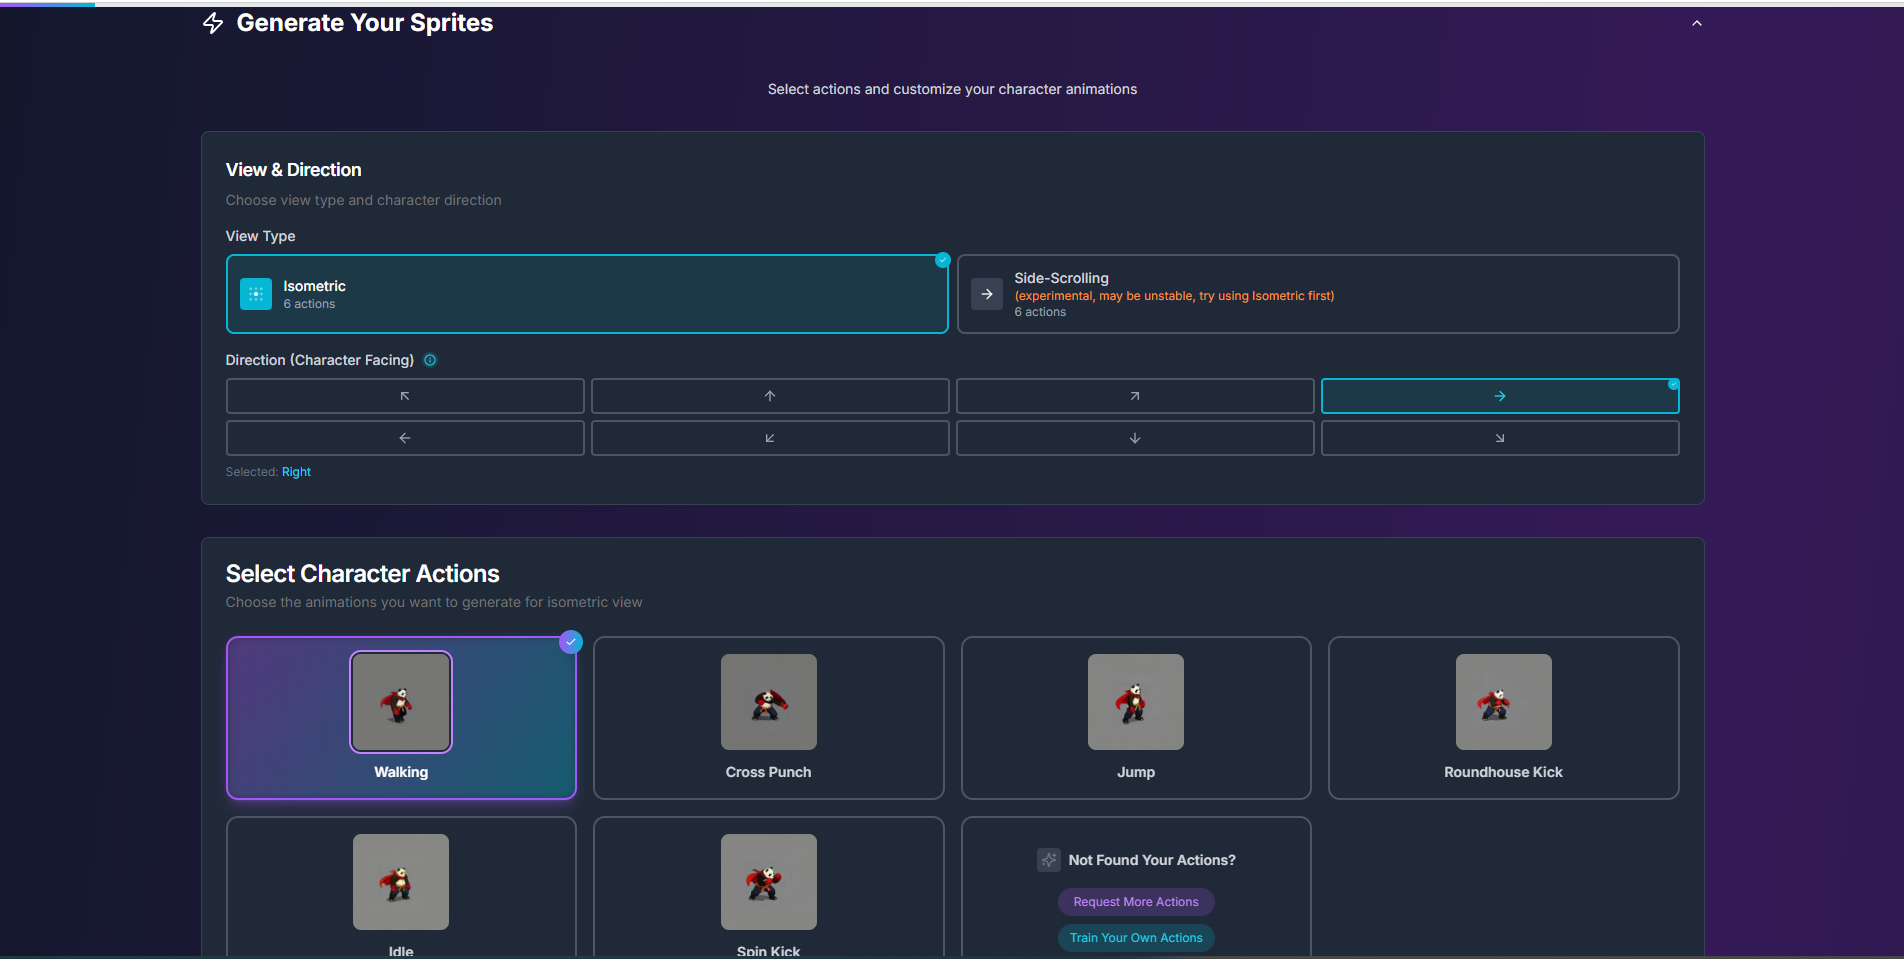 Generate Your Sprites
Select actions and customize your character animations
View & Direction
Choose view type and character direction
View Type
Isometric
6 actions
Side-Scrolling
(experimental, may be unstable, try using Isometric first)
6 actions
Direction (Character Facing)
Selected: Right
Select Character Actions
Choose the animations you want to generate for isometric view
Walking
Cross Punch
Jump
Roundhouse Kick
Idle
Spin Kick
Not Found Your Actions?
Request More Actions
Train Your Own Actions